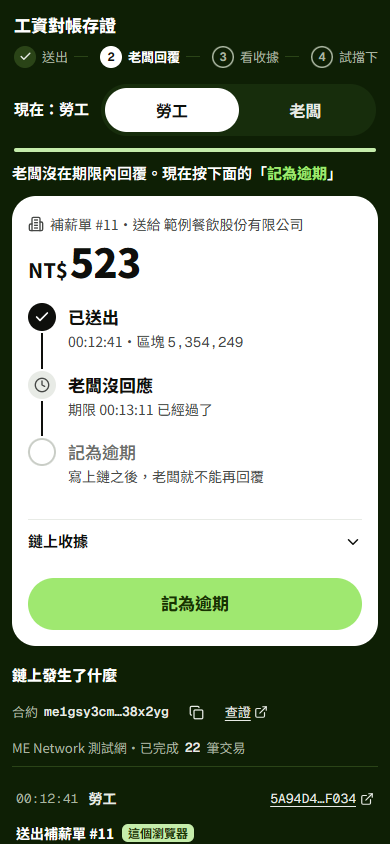 工資對帳存證
送出 2 老闆回覆 3 看收據 4 試擋下
現在：勞工 勞工 老闆
老闆沒在期限內回覆。現在按下面的「記為逾期」
補薪單 #11・送給 範例餐飲股份有限公司
NT$523
已送出
00:12:41・區塊 5,354,249
老闆沒回應
期限 00:13:11 已經過了
記為逾期
寫上鏈之後，老闆就不能再回覆
鏈上收據
記為逾期
鏈上發生了什麼
合約 me1gsy3cm…38x2yg 查證
ME Network 測試網・已完成 22 筆交易
00:12:41 勞工 5A94D4…F034
送出補薪單 #11 這個瀏覽器